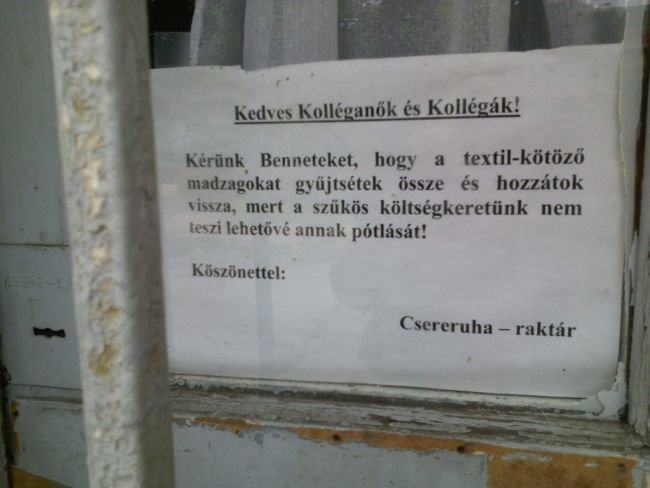 Kedves Kolléganők és Kollégák!
Kérünk Benneteket, hogy a textil-kötöző
madzagokat gyűjtsétek össze és hozzátok
vissza, mert a szűkös költségkeretünk nem
teszi lehetővé annak pótlását!
Köszönettel:
Csereruha – raktár